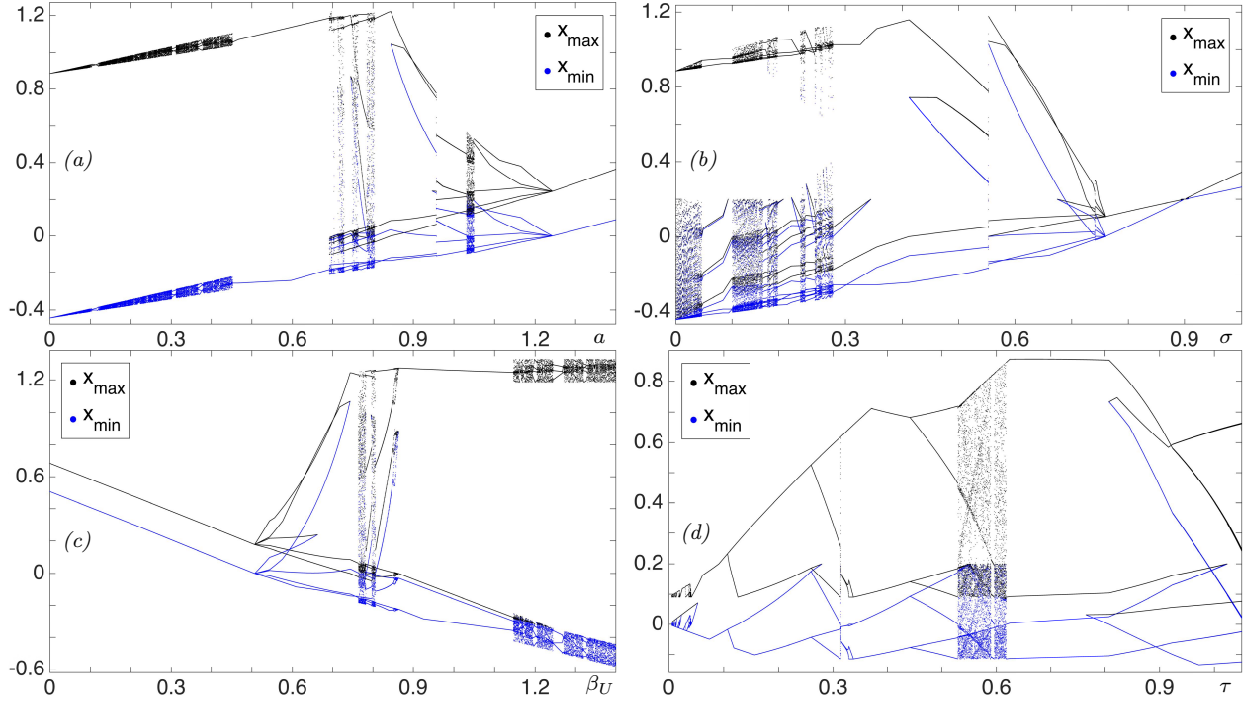 1.2
0.8
0.4
0
-0.4
(a)
x_max
x_min
0 0.3 0.6 0.9 a 1.2
1.2
0.8
0.4
0
-0.4
(b)
x_max
x_min
0 0.3 0.6 0.9 σ
1.2
0.6
0
-0.6
(c)
x_max
x_min
0 0.3 0.6 0.9 1.2 β_U
0.8
0.6
0.4
0.2
0
(d)
x_max
x_min
0 0.3 0.6 0.9 τ